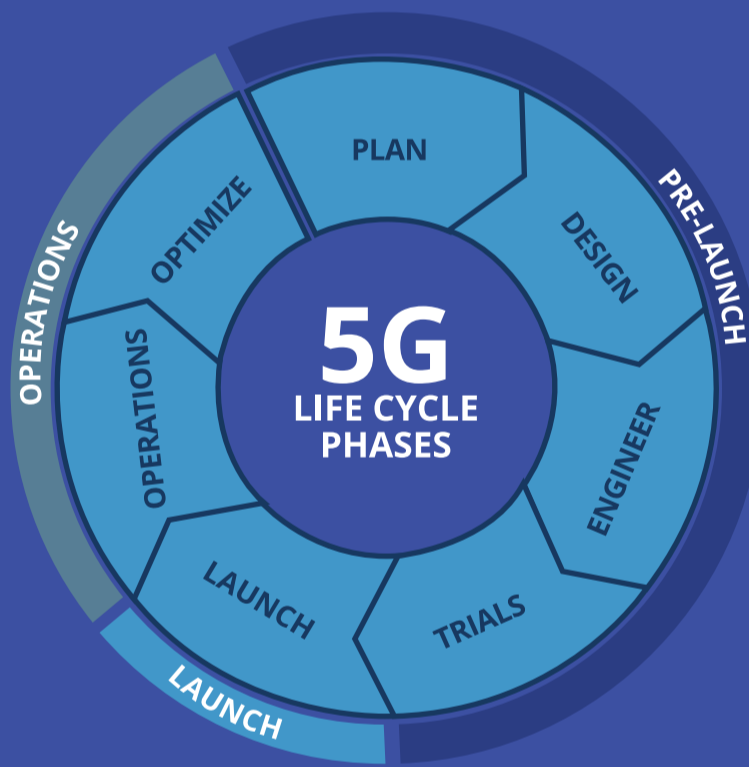 5G
LIFE CYCLE
PHASES
PLAN
DESIGN
ENGINEER
TRIALS
LAUNCH
OPERATIONS
OPTIMIZE
PRE-LAUNCH
LAUNCH
OPERATIONS